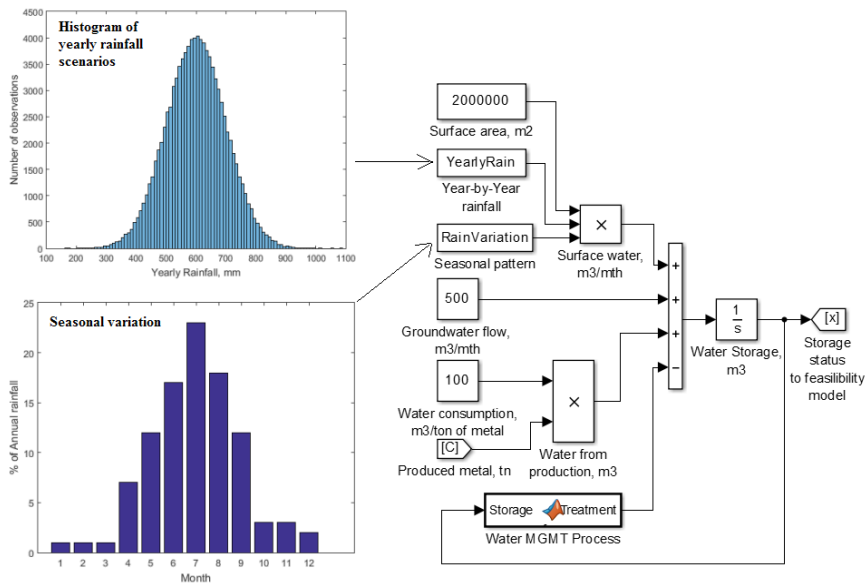 Histogram of
yearly rainfall
scenarios
Number of observations
4500
4000
3500
3000
2500
2000
1500
1000
500
0
100 200 300 400 500 600 700 800 900 1000 1100
Yearly Rainfall, mm
Seasonal variation
% of Annual rainfall
25
20
15
10
5
0
1 2 3 4 5 6 7 8 9 10 11 12
Month
2000000
Surface area, m2
YearlyRain
Year-by-Year
rainfall
RainVariation
Seasonal pattern
×
Surface water,
m3/mth
500
Groundwater flow,
m3/mth
100
Water consumption,
m3/ton of metal
[C]
Produced metal, tn
×
Water from
production, m3
+
+
+
−
1
s
Water Storage,
m3
[x]
Storage
status
to feasilibility
model
Storage Treatment
Water MGMT Process